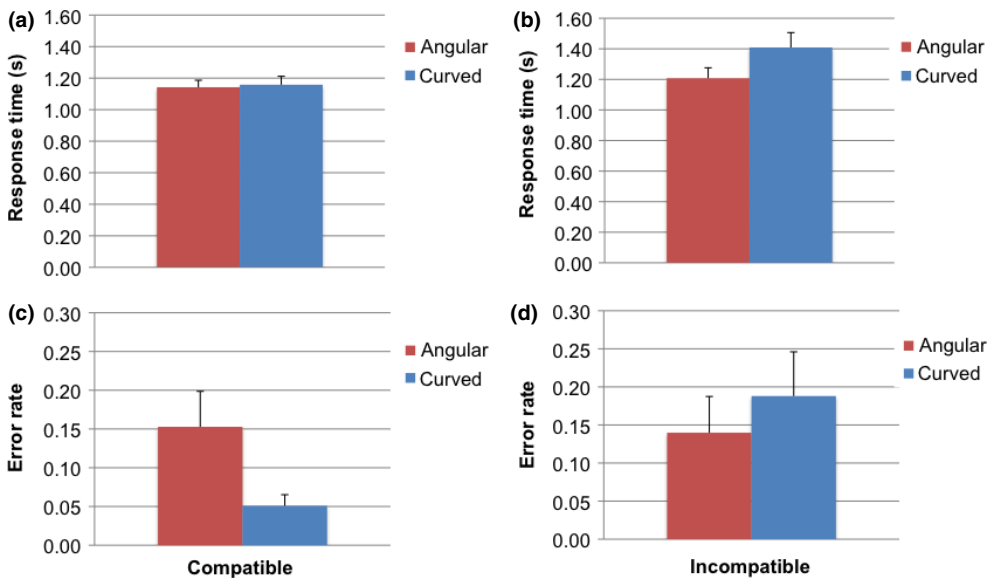 (a)
Response time (s)
1.60
1.40
1.20
1.00
0.80
0.60
0.40
0.20
0.00
Angular
Curved
(b)
Response time (s)
1.60
1.40
1.20
1.00
0.80
0.60
0.40
0.20
0.00
Angular
Curved
(c)
Error rate
0.30
0.25
0.20
0.15
0.10
0.05
0.00
Angular
Curved
Compatible
(d)
Error rate
0.30
0.25
0.20
0.15
0.10
0.05
0.00
Angular
Curved
Incompatible